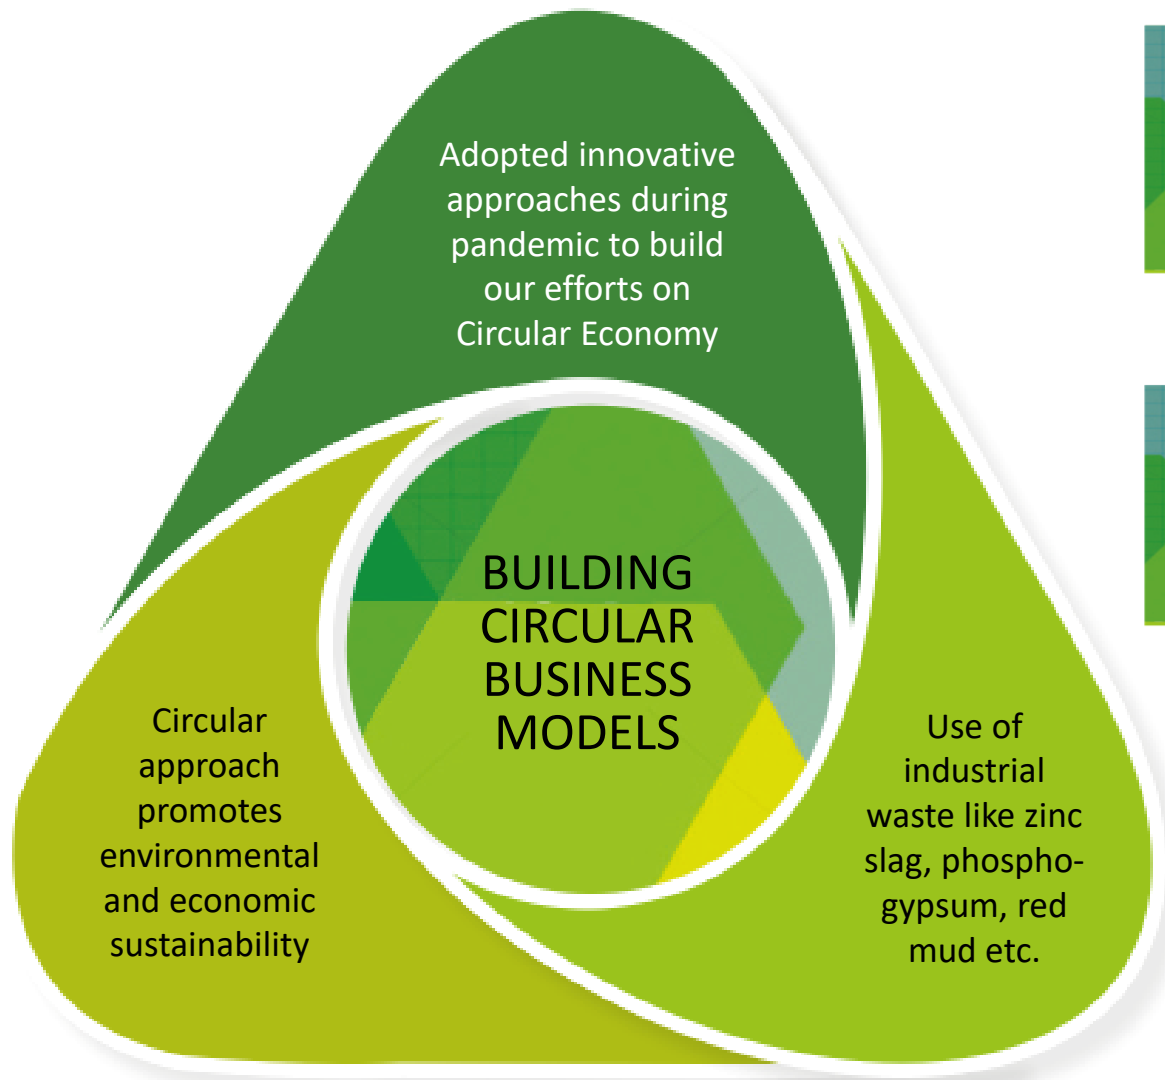 Adopted innovative
approaches during
pandemic to build
our efforts on
Circular Economy
BUILDING
CIRCULAR
BUSINESS
MODELS
Circular
approach
promotes
environmental
and economic
sustainability
Use of
industrial
waste like zinc
slag, phospho-
gypsum, red
mud etc.